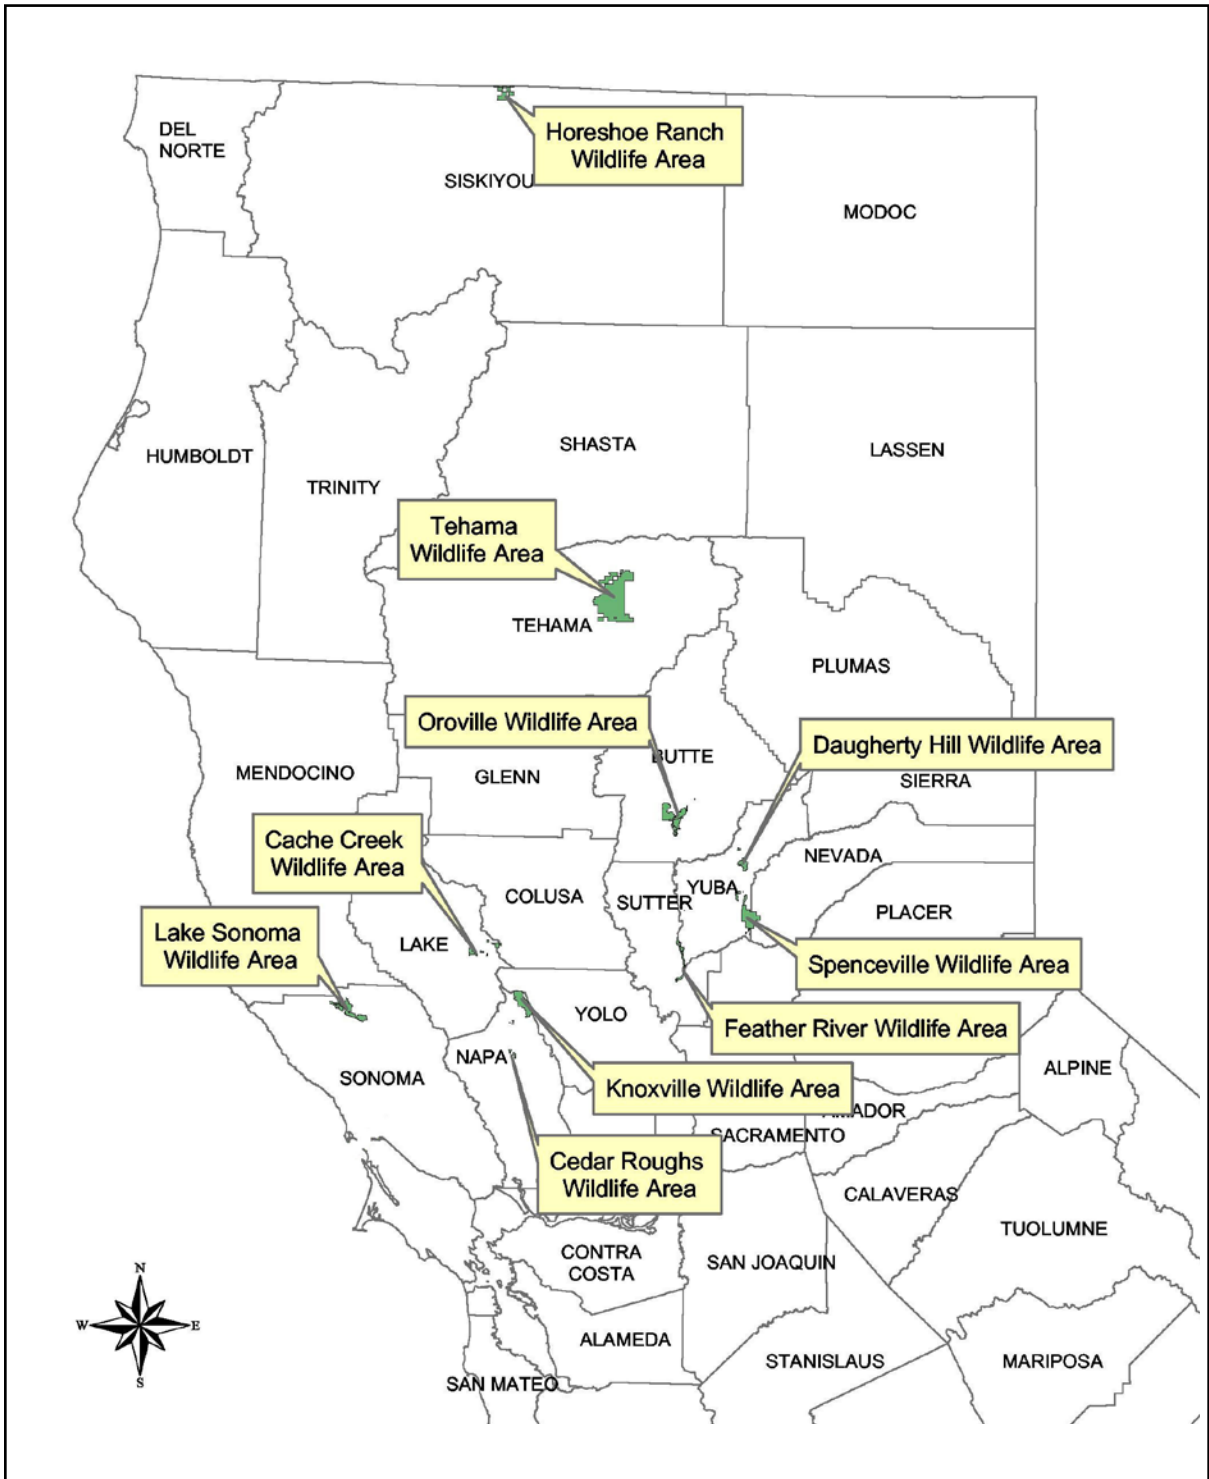 DEL
NORTE
Horeshoe Ranch
Wildlife Area
SISKIYOU
MODOC
HUMBOLDT
TRINITY
SHASTA
LASSEN
Tehama
Wildlife Area
TEHAMA
PLUMAS
Oroville Wildlife Area
BUTTE
Daugherty Hill Wildlife Area
SIERRA
MENDOCINO
GLENN
Cache Creek
Wildlife Area
NEVADA
COLUSA
SUTTER
YUBA
PLACER
Lake Sonoma
Wildlife Area
LAKE
Spenceville Wildlife Area
YOLO
Feather River Wildlife Area
NAPA
SONOMA
Knoxville Wildlife Area
ALPINE
AMADOR
SACRAMENTO
Cedar Roughs
Wildlife Area
CALAVERAS
TUOLUMNE
CONTRA
COSTA
SAN JOAQUIN
N
W
E
S
ALAMEDA
STANISLAUS
MARIPOSA
SAN MATEO